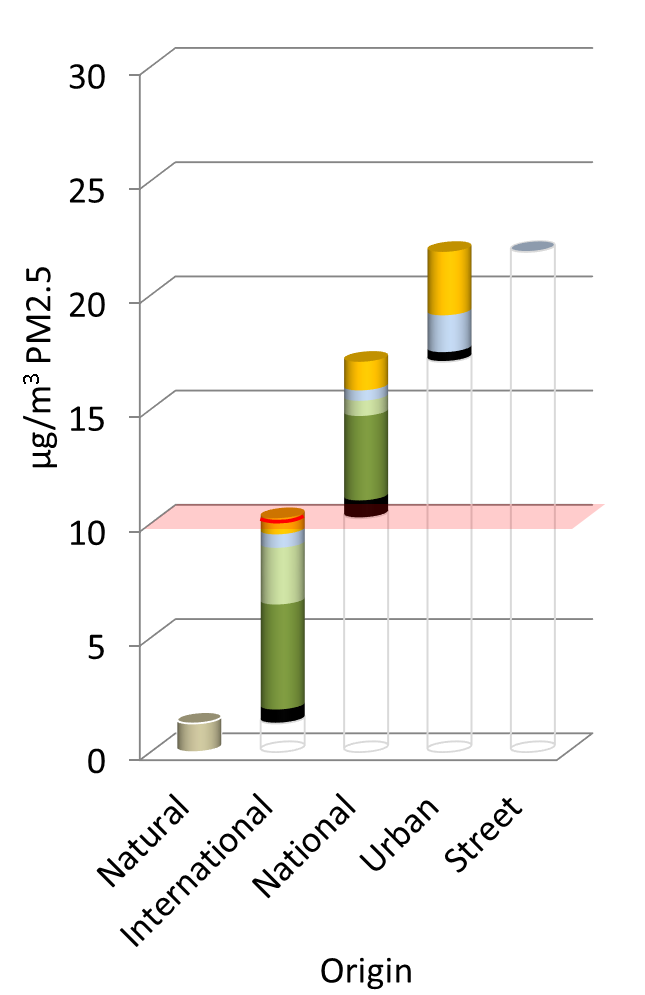 30
25
20
15
10
5
0
µg/m³ PM2.5
Natural
International
National
Urban
Street
Origin